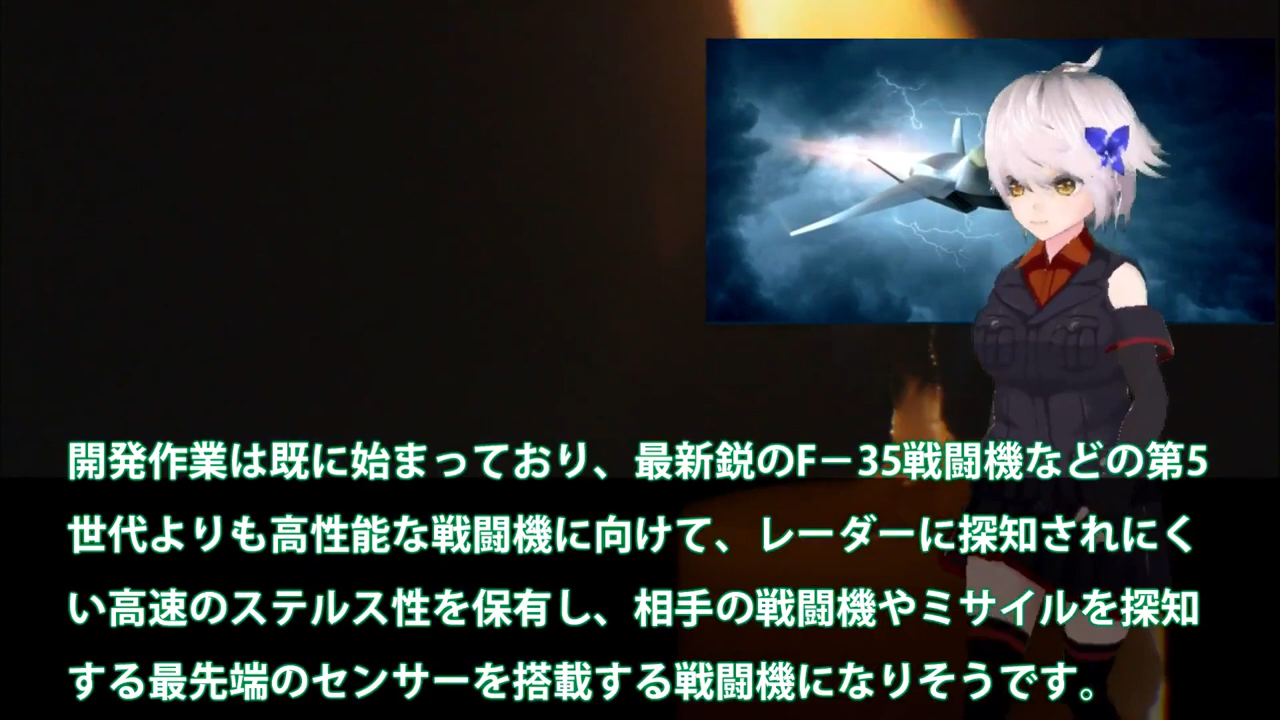 開発作業は既に始まっており、最新鋭のF－35戦闘機などの第5
世代よりも高性能な戦闘機に向けて、レーダーに探知されにく
い高速のステルス性を保有し、相手の戦闘機やミサイルを探知
する最先端のセンサーを搭載する戦闘機になりそうです。